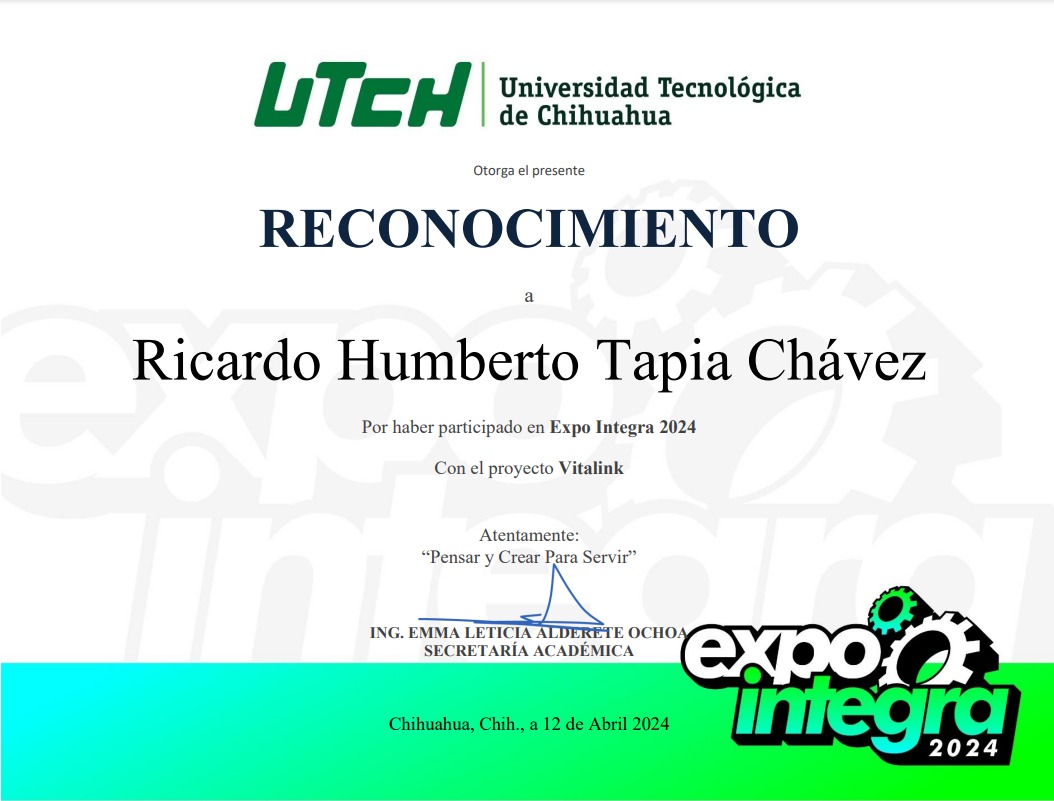 UTCH
Universidad Tecnológica
de Chihuahua
Otorga el presente
RECONOCIMIENTO
a
Ricardo Humberto Tapia Chávez
Por haber participado en Expo Integra 2024
Con el proyecto Vitalink
Atentamente:
“Pensar y Crear Para Servir”
ING. EMMA LETICIA ALDERETE OCHOA
SECRETARÍA ACADÉMICA
Chihuahua, Chih., a 12 de Abril 2024
expo
integra
2024
expo
integra